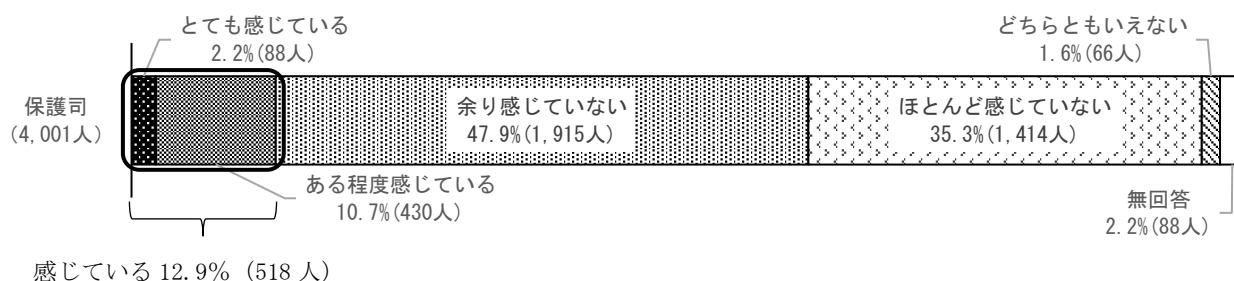 とても感じている
2.2%(88人)
どちらともいえない
1.6%(66人)
保護司
(4,001人)
余り感じていない
47.9%(1,915人)
ほとんど感じていない
35.3%(1,414人)
ある程度感じている
10.7%(430人)
無回答
2.2%(88人)
感じている 12.9%（518 人）